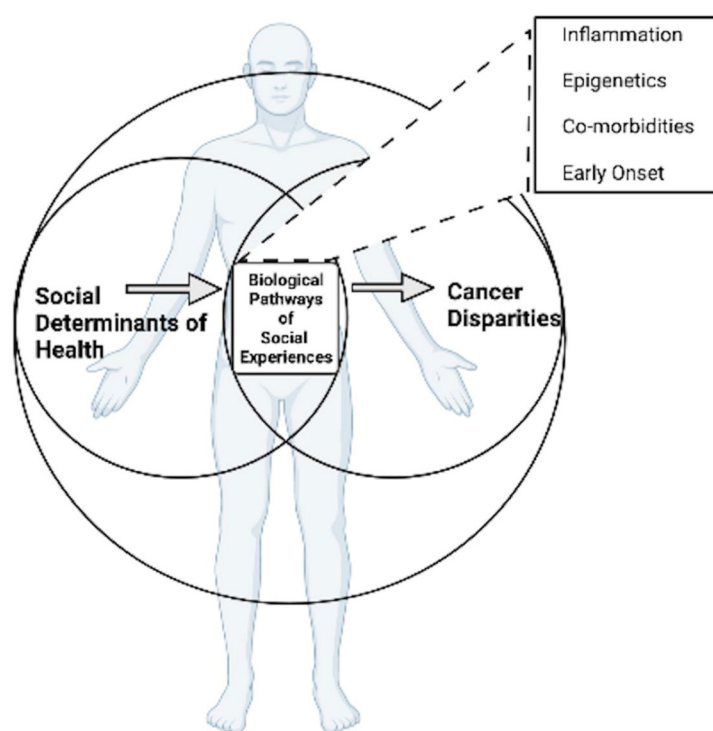 Inflammation
Epigenetics
Co-morbidities
Early Onset
Social
Determinants of
Health
Biological
Pathways
of
Social
Experiences
Cancer
Disparities